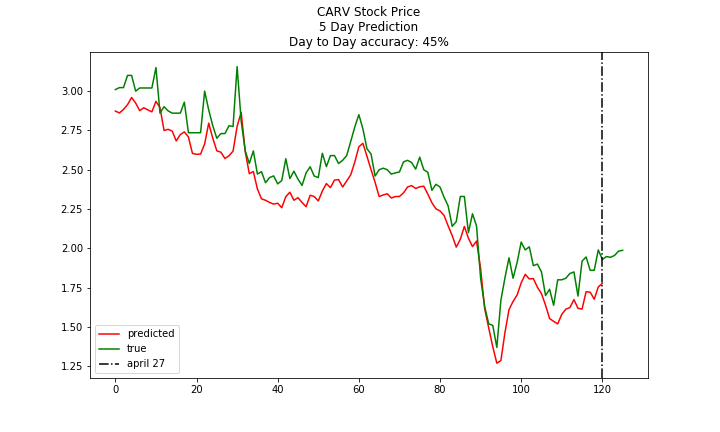 CARV Stock Price
5 Day Prediction
Day to Day accuracy: 45%
3.00
2.75
2.50
2.25
2.00
1.75
1.50
1.25
predicted
true
april 27
0
20
40
60
80
100
120